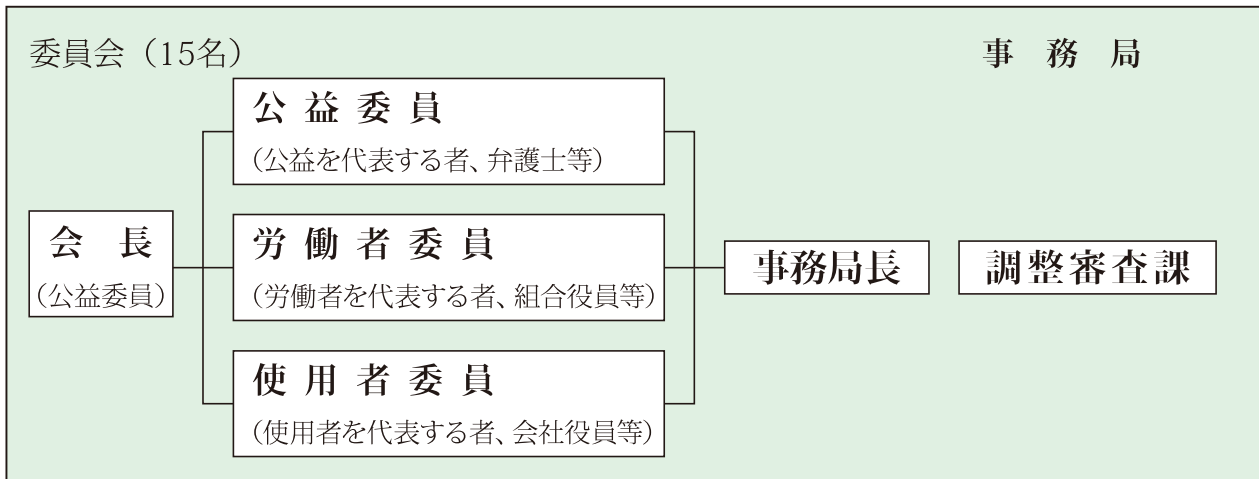 委員会（15名）
事　務　局
公益委員
（公益を代表する者、弁護士等）
会　長
（公益委員）
労働者委員
（労働者を代表する者、組合役員等）
使用者委員
（使用者を代表する者、会社役員等）
事務局長
調整審査課